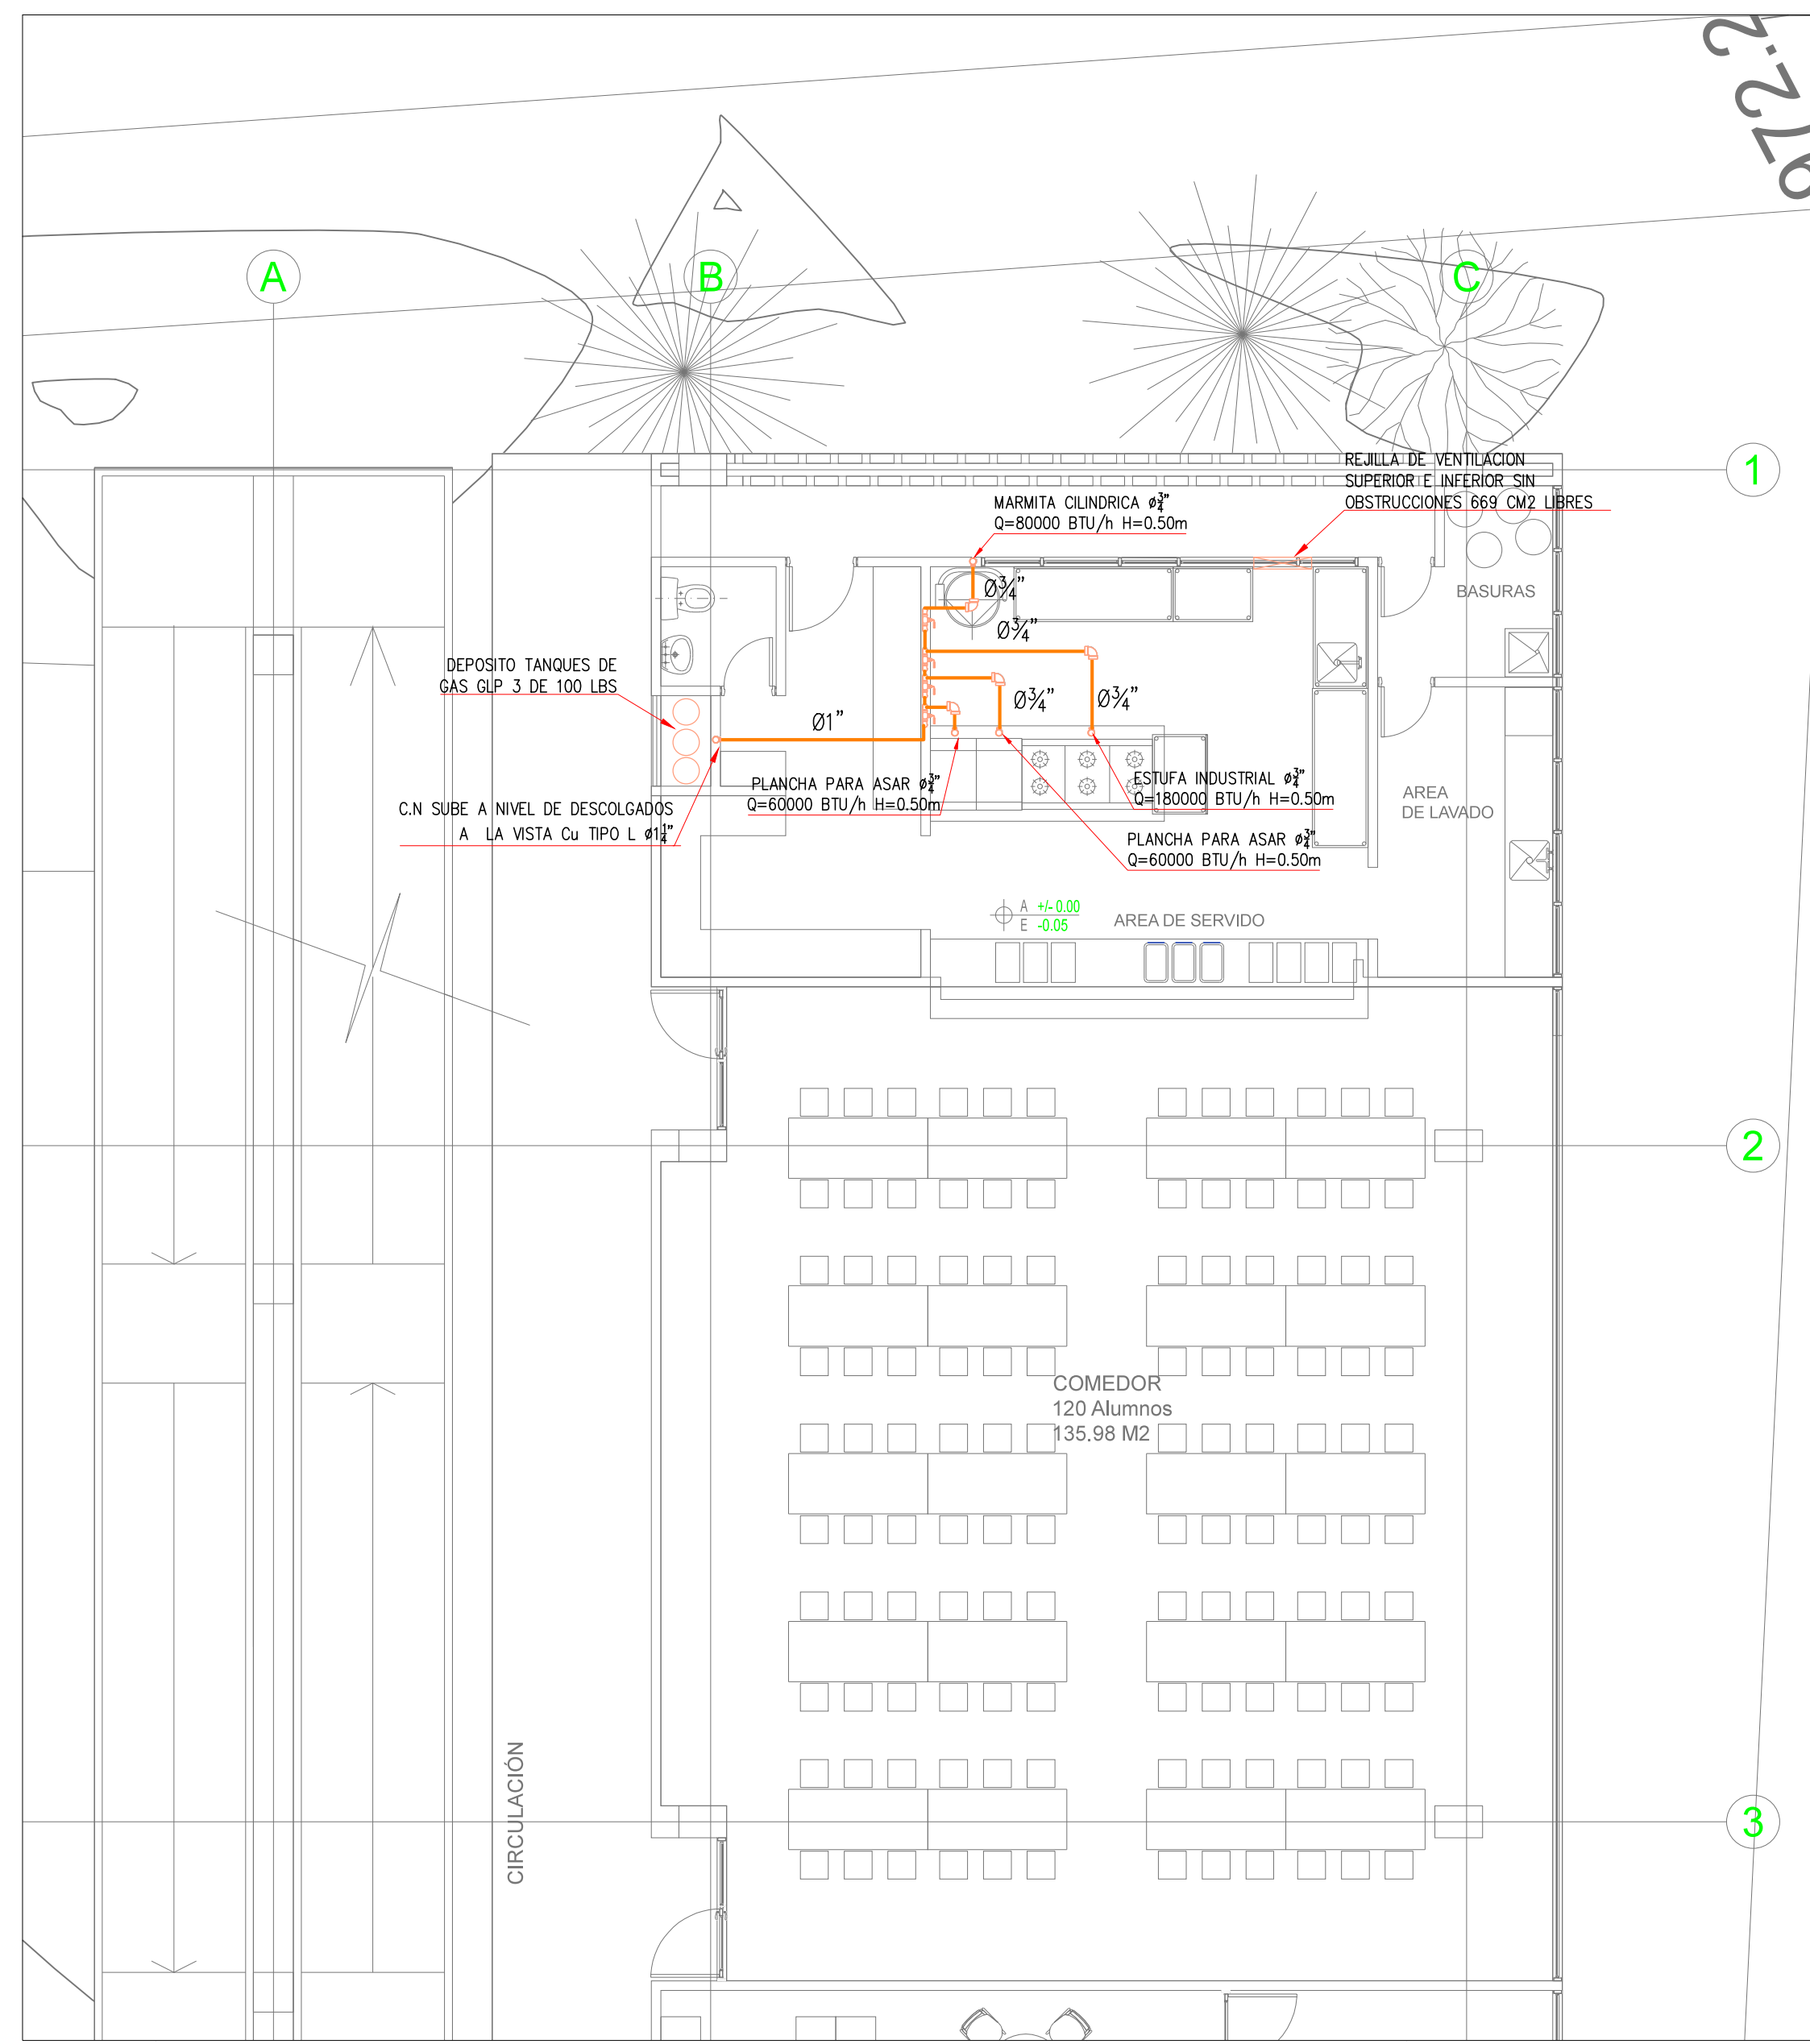 972.2
A
B
C
1
REJILLA DE VENTILACION
SUPERIOR E INFERIOR SIN
OBSTRUCCIONES 669 CM2 LIBRES
MARMITA CILINDRICA ø3/4"
Q=80000 BTU/h H=0.50m
Ø3/4"
BASURAS
Ø3/4"
DEPOSITO TANQUES DE
GAS GLP 3 DE 100 LBS
Ø3/4"
Ø3/4"
Ø1"
PLANCHA PARA ASAR ø3/4"
Q=60000 BTU/h H=0.50m
ESTUFA INDUSTRIAL ø3/4"
Q=180000 BTU/h H=0.50m
AREA
DE LAVADO
C.N SUBE A NIVEL DE DESCOLGADOS
A LA VISTA Cu TIPO L ø1 1/4"
PLANCHA PARA ASAR ø3/4"
Q=60000 BTU/h H=0.50m
A +/- 0.00
E -0.05
AREA DE SERVIDO
2
COMEDOR
120 Alumnos
135.98 M2
CIRCULACIÓN
3